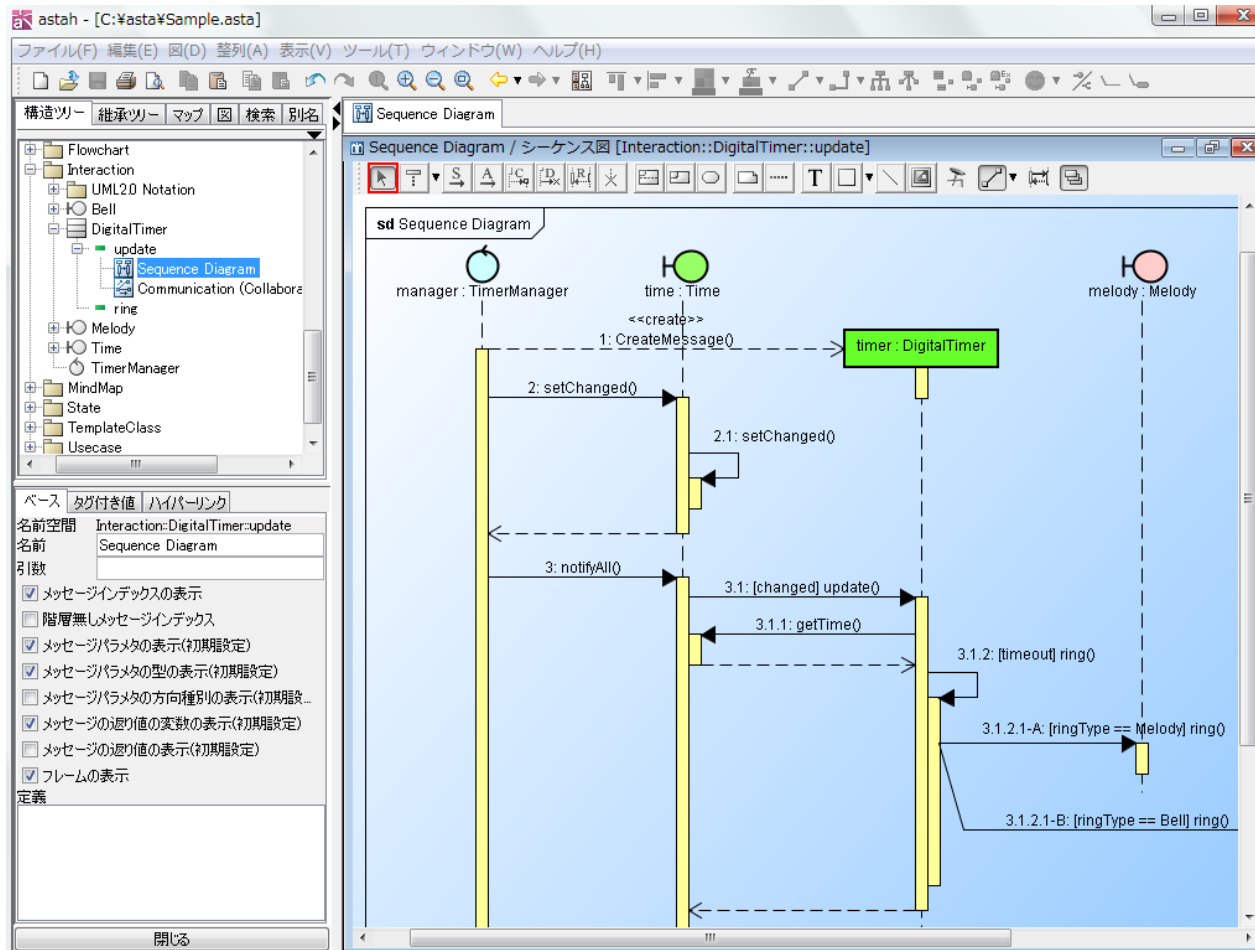 astah - [C:¥asta¥Sample.asta]
ファイル(F) 編集(E) 図(D) 整列(A) 表示(V) ツール(T) ウィンドウ(W) ヘルプ(H)
構造ツリー 継承ツリー マップ 図 検索 別名
Flowchart
Interaction
UML2.0 Notation
Bell
DigitalTimer
update
Sequence Diagram
Communication (Collabora
ring
Melody
Time
TimerManager
MindMap
State
TemplateClass
Usecase
ベース タグ付き値 ハイパーリンク
名前空間 Interaction::DigitalTimer::update
名前 Sequence Diagram
引数
メッセージインデックスの表示
階層無しメッセージインデックス
メッセージパラメタの表示(初期設定)
メッセージパラメタの型の表示(初期設定)
メッセージパラメタの方向種別の表示(初期設...
メッセージの返り値の変数の表示(初期設定)
メッセージの返り値の表示(初期設定)
フレームの表示
定義
閉じる
Sequence Diagram
Sequence Diagram / シーケンス図 [Interaction::DigitalTimer::update]
S A C D R T
sd Sequence Diagram
manager : TimerManager
time : Time
melody : Melody
<<create>>
1: CreateMessage()
timer : DigitalTimer
2: setChanged()
2.1: setChanged()
3: notifyAll()
3.1: [changed] update()
3.1.1: getTime()
3.1.2: [timeout] ring()
3.1.2.1-A: [ringType == Melody] ring()
3.1.2.1-B: [ringType == Bell] ring()